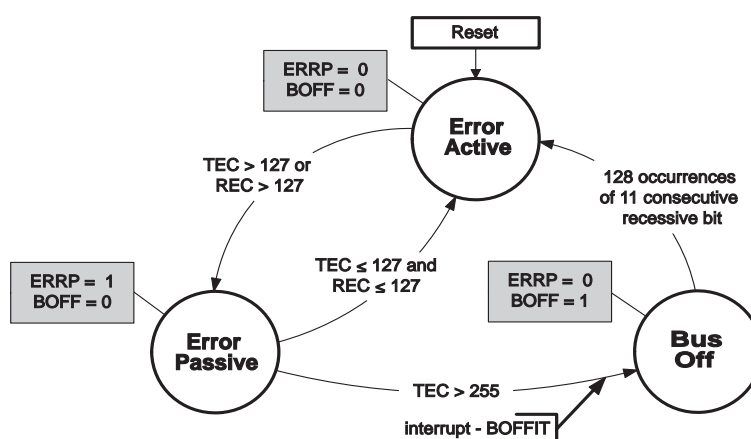 Reset
ERRP = 0
BOFF = 0
Error
Active
TEC > 127 or
REC > 127
128 occurrences
of 11 consecutive
recessive bit
TEC ≤ 127 and
REC ≤ 127
ERRP = 1
BOFF = 0
ERRP = 0
BOFF = 1
Error
Passive
Bus
Off
TEC > 255
interrupt - BOFFIT